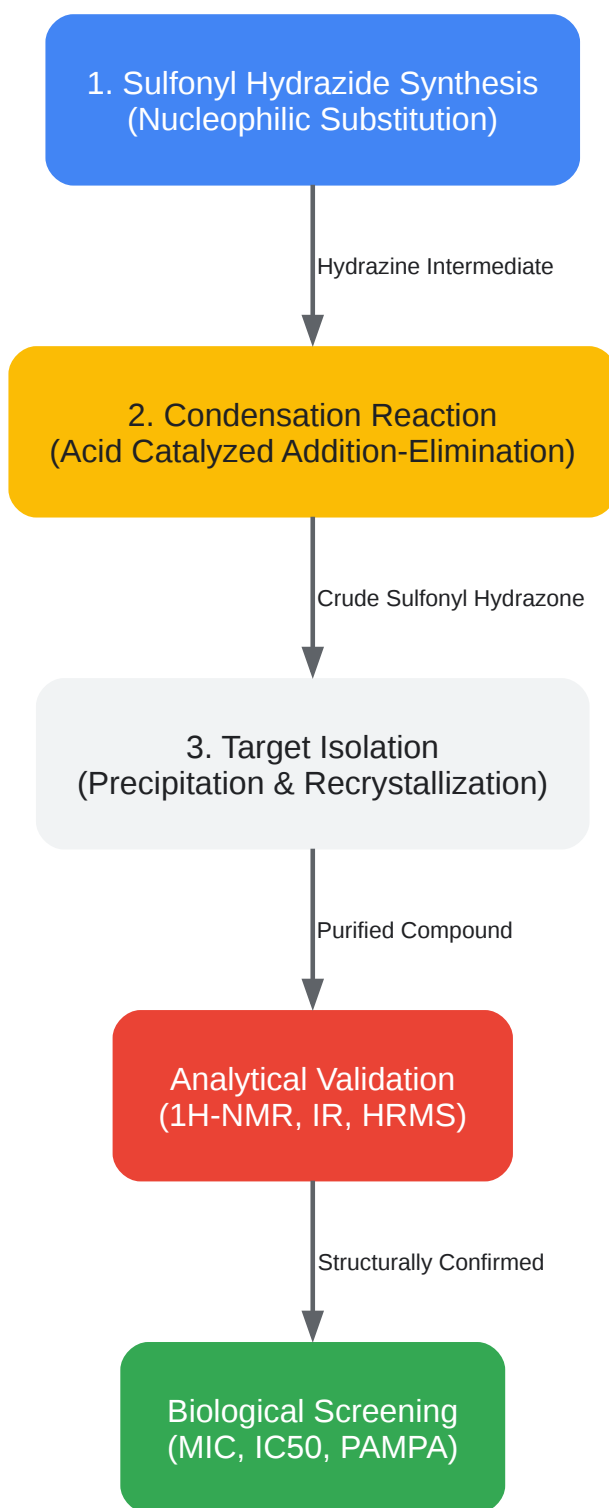 1. Sulfonyl Hydrazide Synthesis
(Nucleophilic Substitution)
Hydrazine Intermediate
2. Condensation Reaction
(Acid Catalyzed Addition-Elimination)
Crude Sulfonyl Hydrazone
3. Target Isolation
(Precipitation & Recrystallization)
Purified Compound
Analytical Validation
(1H-NMR, IR, HRMS)
Structurally Confirmed
Biological Screening
(MIC, IC50, PAMPA)